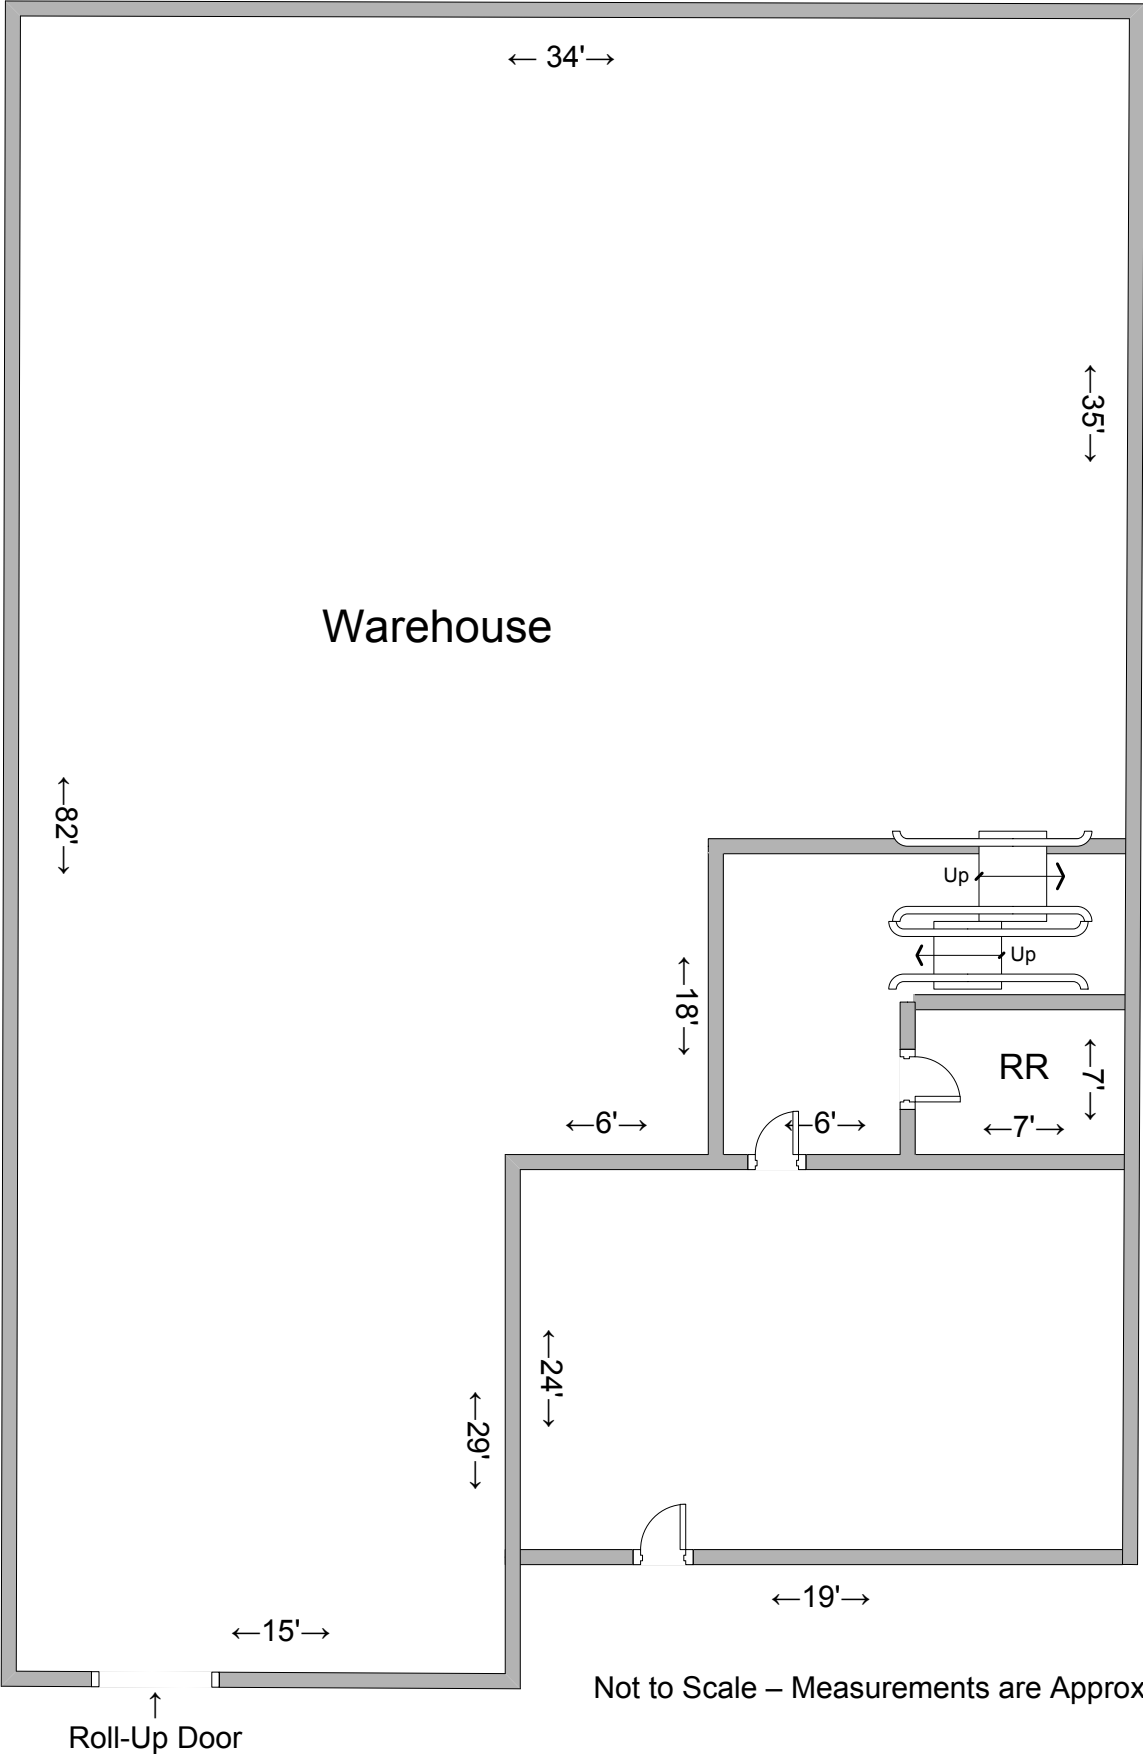 ← 34'→
←35'→
Warehouse
←82'→
Up
Up
←18'→
RR
←7'→
←6'→
←6'→
←7'→
←24'→
←29'→
←19'→
←15'→
Not to Scale – Measurements are Approx
↑
Roll-Up Door